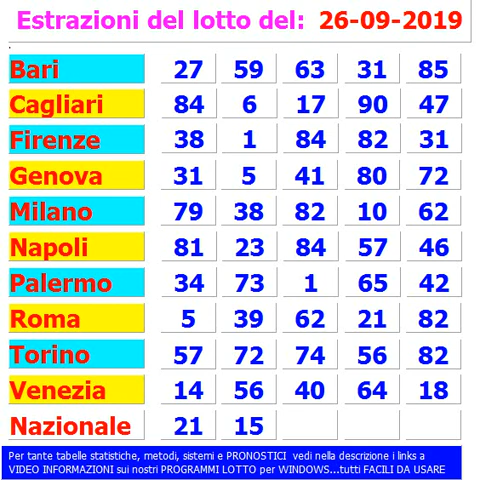 Estrazioni del lotto del: 26-09-2019
Bari 27 59 63 31 85
Cagliari 84 6 17 90 47
Firenze 38 1 84 82 31
Genova 31 5 41 80 72
Milano 79 38 82 10 62
Napoli 81 23 84 57 46
Palermo 34 73 1 65 42
Roma 5 39 62 21 82
Torino 57 72 74 56 82
Venezia 14 56 40 64 18
Nazionale 21 15
Per tante tabelle statistiche, metodi, sistemi e PRONOSTICI vedi nella descrizione i links a
VIDEO INFORMAZIONI sui nostri PROGRAMMI LOTTO per WINDOWS...tutti FACILI DA USARE